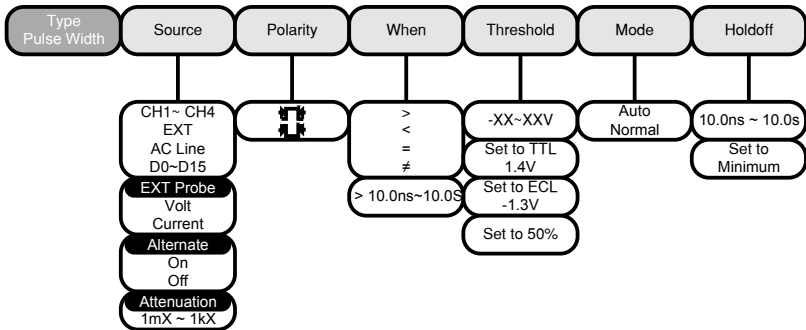 Type
Pulse Width
Source
Polarity
When
Threshold
Mode
Holdoff
CH1~ CH4
EXT
AC Line
D0~D15
EXT Probe
Volt
Current
Alternate
On
Off
Attenuation
1mX ~ 1kX
>
<
=
≠
> 10.0ns~10.0S
-XX~XXV
Set to TTL
1.4V
Set to ECL
-1.3V
Set to 50%
Auto
Normal
10.0ns ~ 10.0s
Set to
Minimum